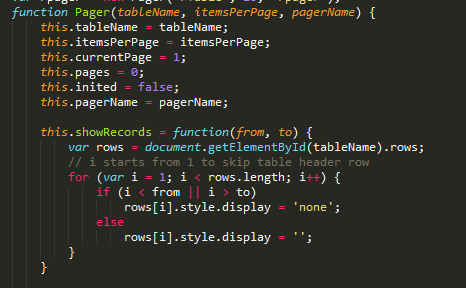 function Pager(tableName, itemsPerPage, pagerName) {
    this.tableName = tableName;
    this.itemsPerPage = itemsPerPage;
    this.currentPage = 1;
    this.pages = 0;
    this.inited = false;
    this.pagerName = pagerName;

    this.showRecords = function(from, to) {
        var rows = document.getElementById(tableName).rows;
        // i starts from 1 to skip table header row
        for (var i = 1; i < rows.length; i++) {
            if (i < from || i > to)
                rows[i].style.display = 'none';
            else
                rows[i].style.display = '';
        }
    }